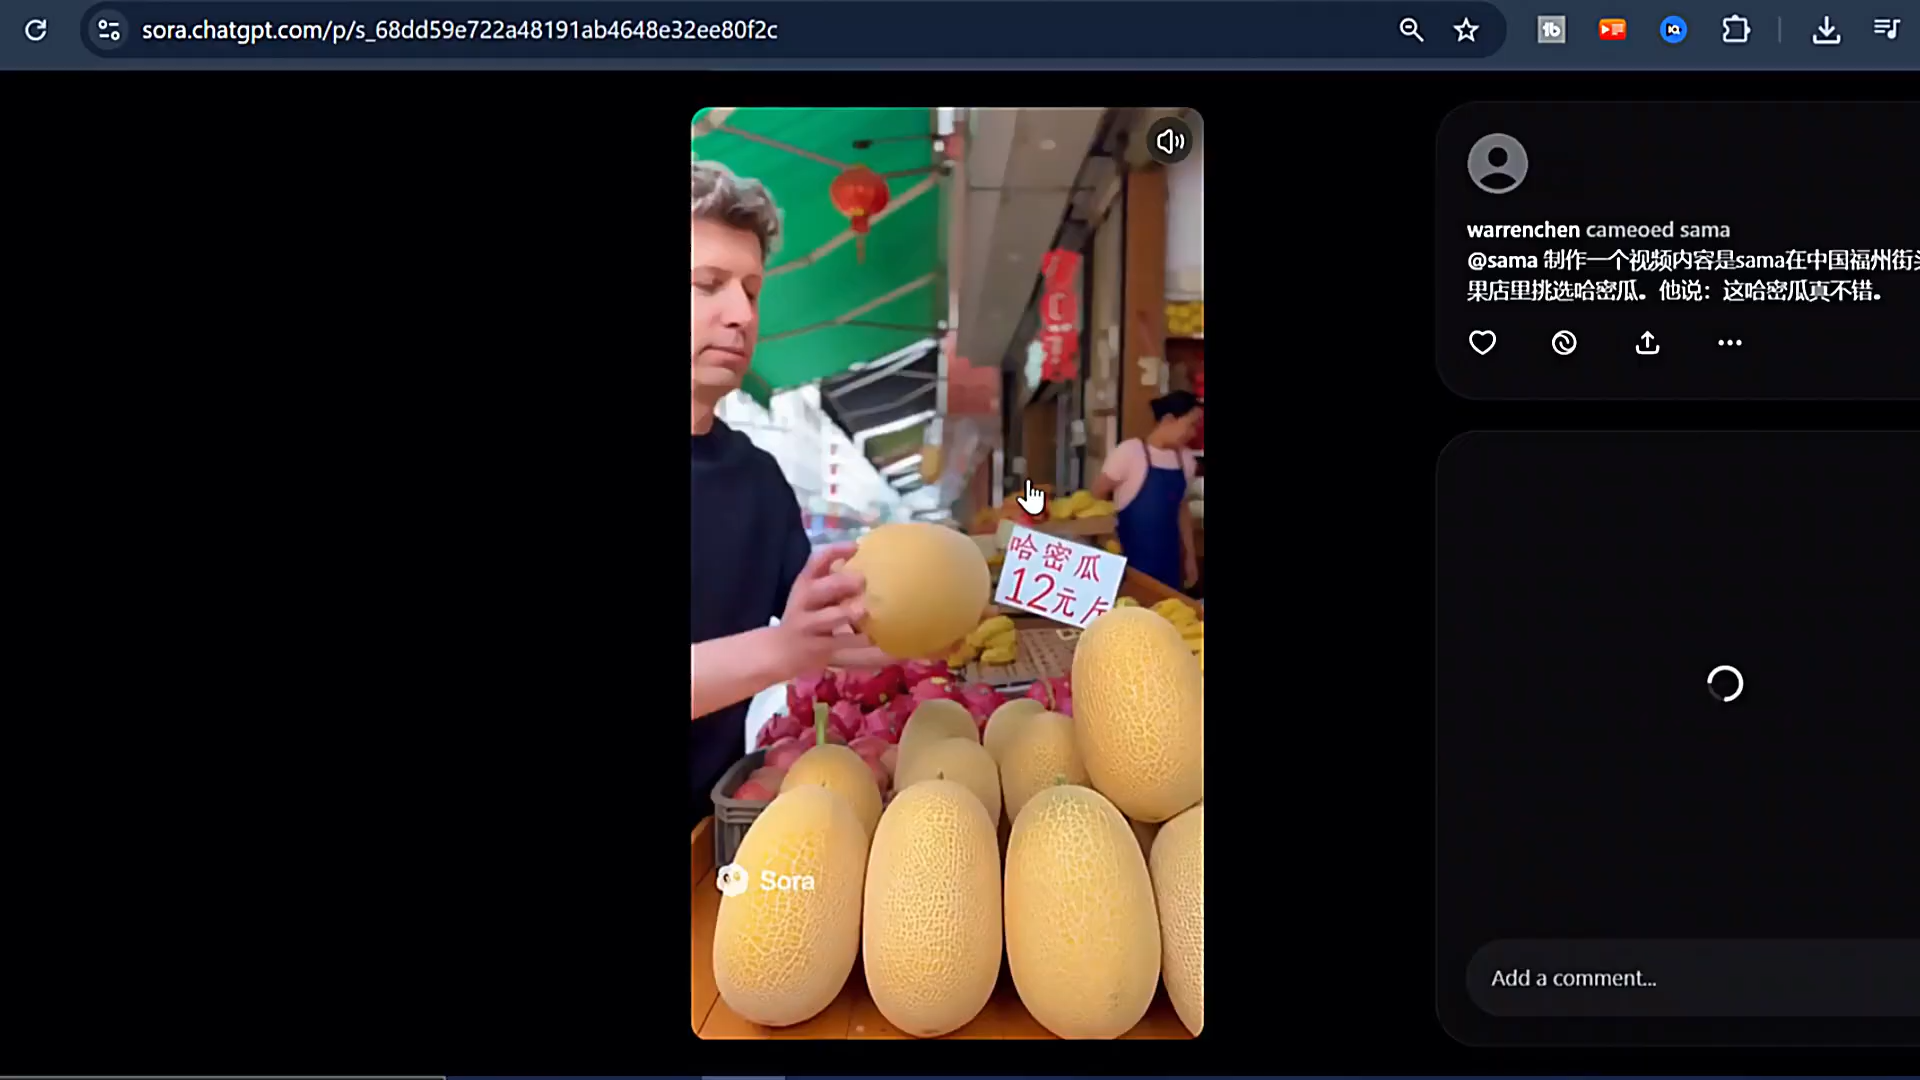 sora.chatgpt.com/p/s_68dd59e722a48191ab4648e32ee80f2c
warrenchen cameoed sama
@sama 制作一个视频内容是sama在中国福州街
果店里挑选哈密瓜。他说：这哈密瓜真不错。
哈密瓜
12元
Sora
Add a comment...